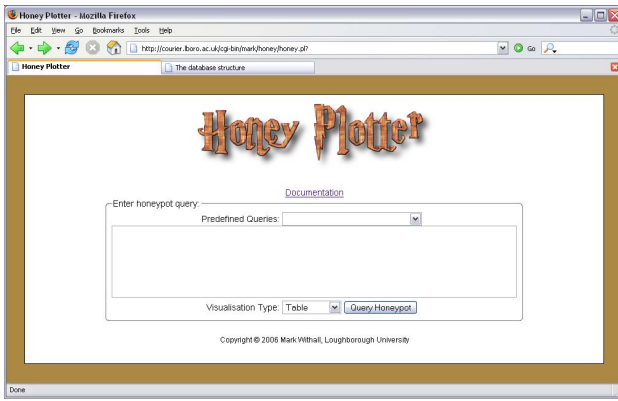 Honey Plotter - Mozilla Firefox
File Edit View Go Bookmarks Tools Help
http://courier.lboro.ac.uk/cgi-bin/mark/honey/honey.pl? Go
Honey Plotter The database structure
Honey Plotter
Documentation
Enter honeypot query:
Predefined Queries:
Visualisation Type: Table Query Honeypot
Copyright © 2006 Mark Withall, Loughborough University
Done